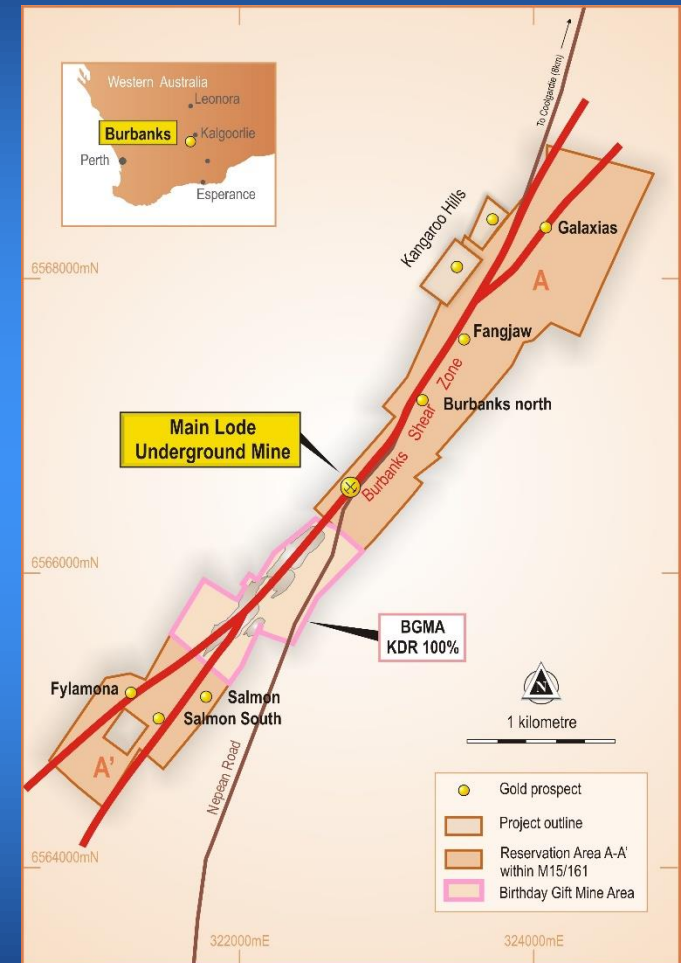 Western Australia
Leonora
Burbanks
Kalgoorlie
Perth
Esperance
To Coolgardie (8km)
Kangaroo Hills
Galaxias
6568000mN
A
Fangjaw
Burbanks north
Burbanks Shear Zone
Main Lode
Underground Mine
6566000mN
BGMA
KDR 100%
Fylamona
Salmon
Salmon South
N
1 kilometre
A'
Nepean Road
Gold prospect
Project outline
Reservation Area A-A'
within M15/161
Birthday Gift Mine Area
6564000mN
322000mE
324000mE